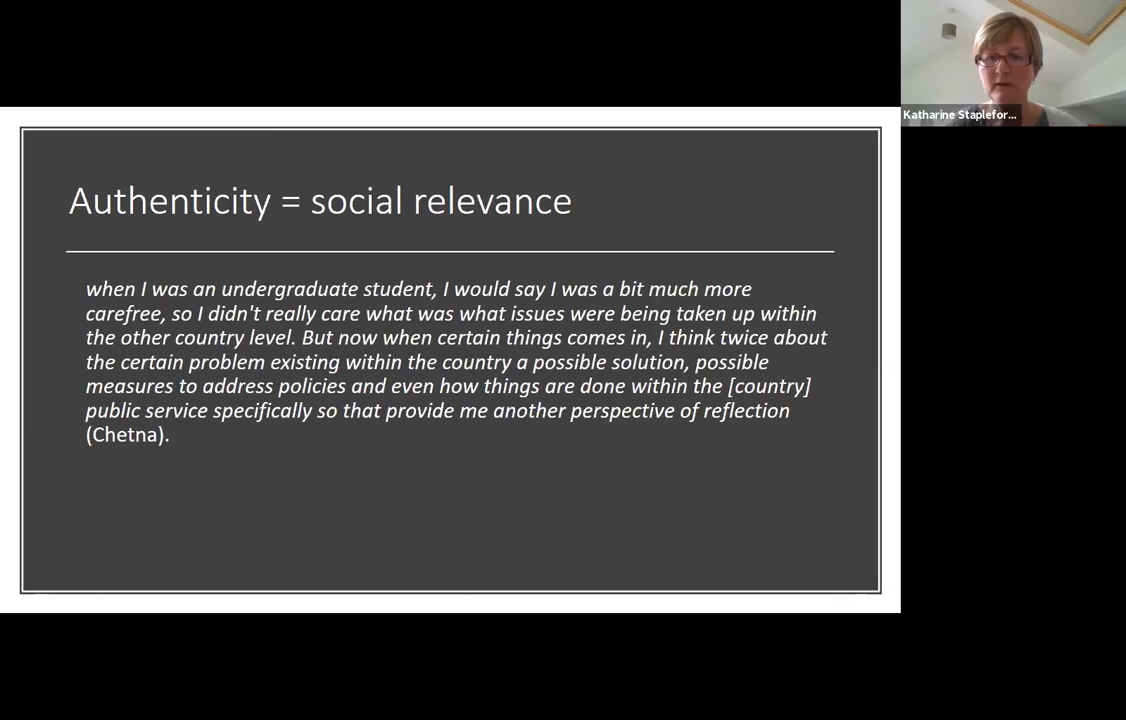 Authenticity = social relevance
when I was an undergraduate student, I would say I was a bit much more
carefree, so I didn't really care what was what issues were being taken up within
the other country level. But now when certain things comes in, I think twice about
the certain problem existing within the country a possible solution, possible
measures to address policies and even how things are done within the [country]
public service specifically so that provide me another perspective of reflection
(Chetna).
Katharine Staplefor...